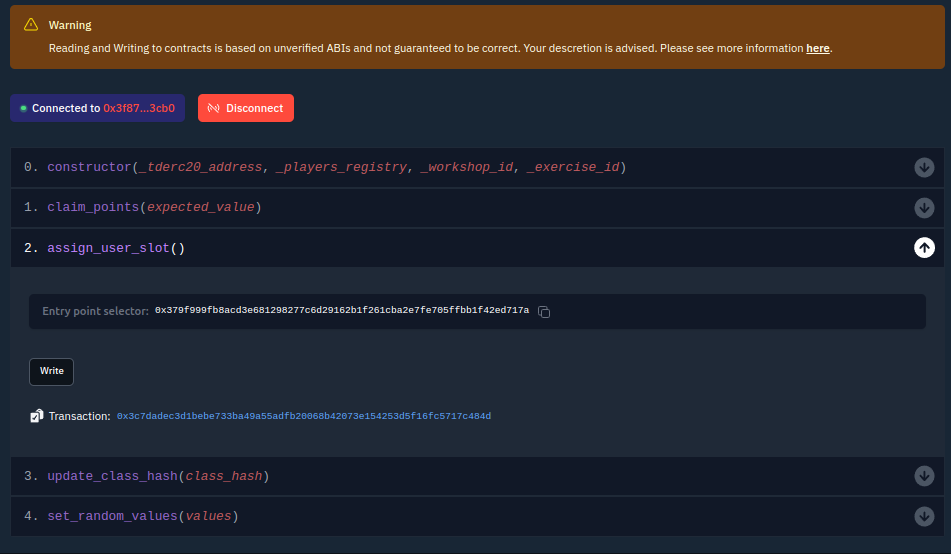 Warning
Reading and Writing to contracts is based on unverified ABIs and not guaranteed to be correct. Your descretion is advised. Please see more information here.
Connected to 0x3f87...3cb0
Disconnect
0. constructor(_tderc20_address, _players_registry, _workshop_id, _exercise_id)
1. claim_points(expected_value)
2. assign_user_slot()
Entry point selector: 0x379f999fb8acd3e681298277c6d29162b1f261cba2e7fe705ffbb1f42ed717a
Write
Transaction: 0x3c7dadec3d1bebe733ba49a55adfb20068b42073e154253d5f16fc5717c484d
3. update_class_hash(class_hash)
4. set_random_values(values)